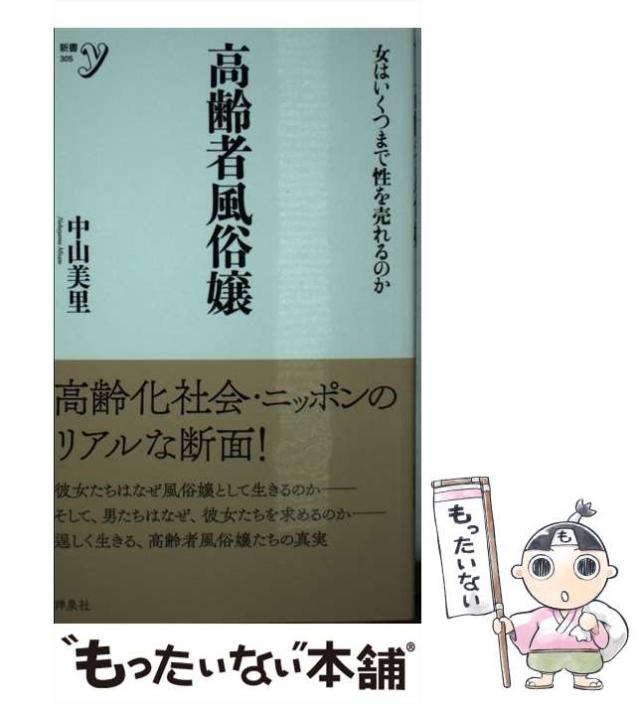 女はいくつまで性を売れるのか
高齢者風俗嬢
新書
305
y
中山美里
Nakayama Misato
高齢化社会・ニッポンの
リアルな断面!
彼女たちはなぜ風俗嬢として生きるのか――
そして、男たちはなぜ、彼女たちを求めるのか――
逞しく生きる、高齢者風俗嬢たちの真実
洋泉社
"もったいない"本舗®
もったいない
も